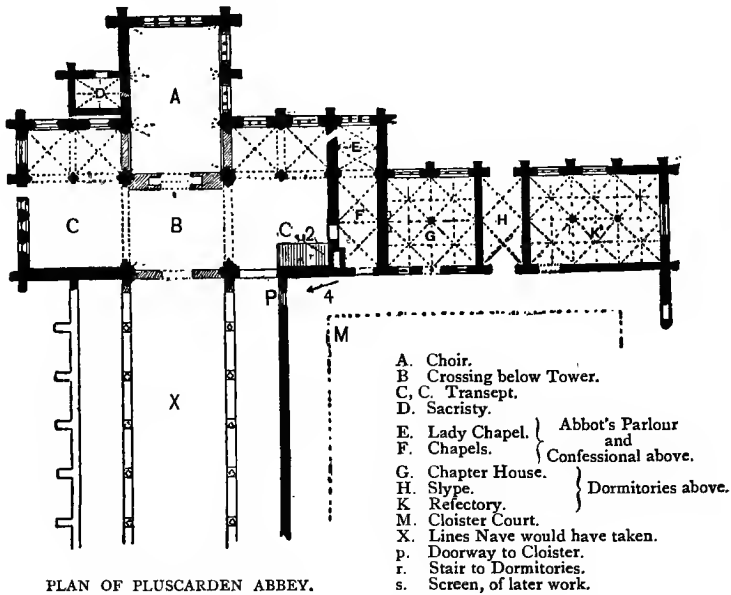 D
A
E
C
B
C 2
F
G
H
K
P
4
M
X
A. Choir.
B Crossing below Tower.
C, C. Transept.
D. Sacristy.
E. Lady Chapel.
F. Chapels.
Abbot's Parlour
and
Confessional above.
G. Chapter House.
H. Slype.
K Refectory.
Dormitories above.
M. Cloister Court.
X. Lines Nave would have taken.
p. Doorway to Cloister.
r. Stair to Dormitories.
s. Screen, of later work.
PLAN OF PLUSCARDEN ABBEY.